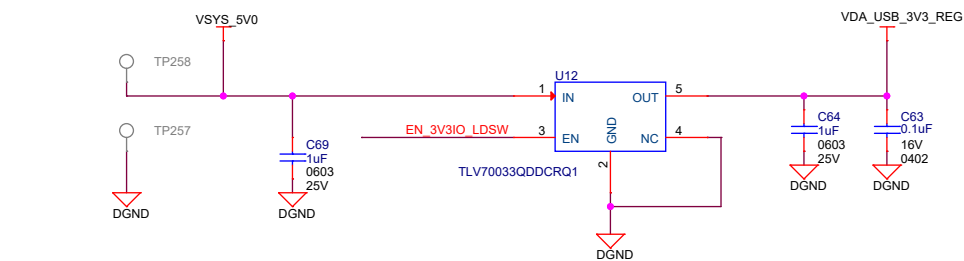 VSYS_5V0
VDA_USB_3V3_REG
TP258
U12
1
IN
OUT
5
TP257
EN_3V3IO_LDSW
3
EN
GND
NC
4
2
TLV70033QDDCRQ1
C69
1uF
0603
25V
C64
1uF
0603
25V
C63
0.1uF
16V
0402
DGND
DGND
DGND
DGND
DGND